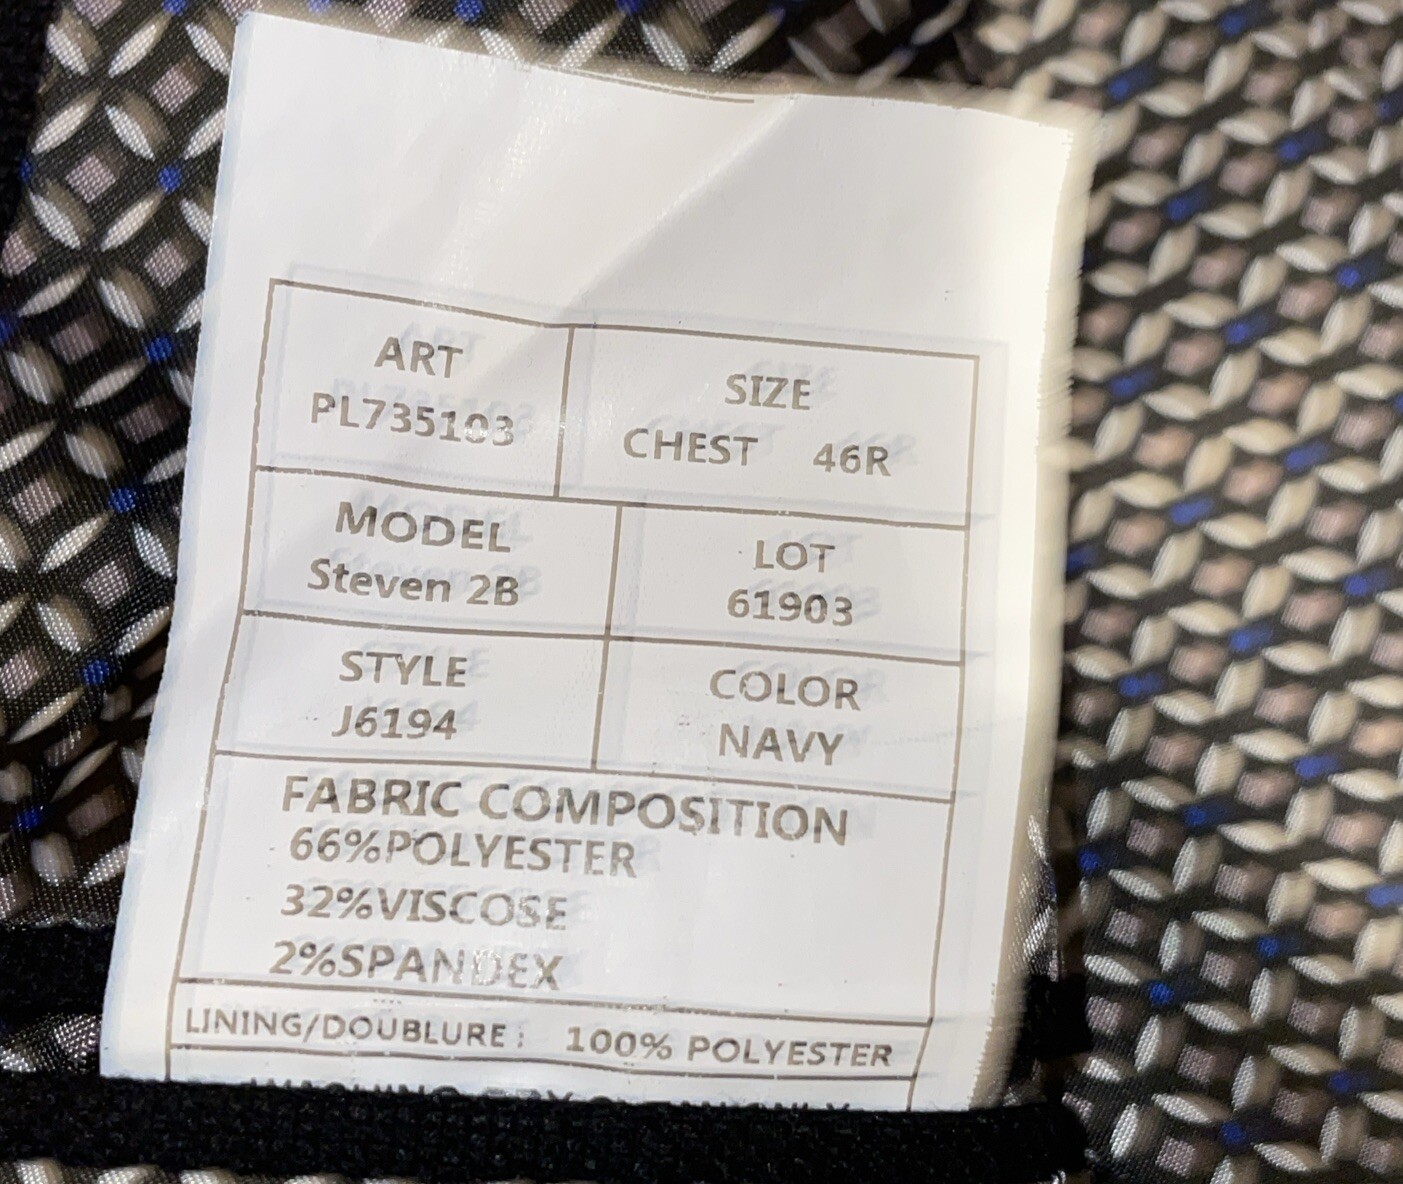 ART
PL735103
SIZE
CHEST 46R
MODEL
Steven 2B
LOT
61903
STYLE
J6194
COLOR
NAVY
FABRIC COMPOSITION
66%POLYESTER
32%VISCOSE
2%SPANDEX
LINING/DOUBLURE: 100% POLYESTER